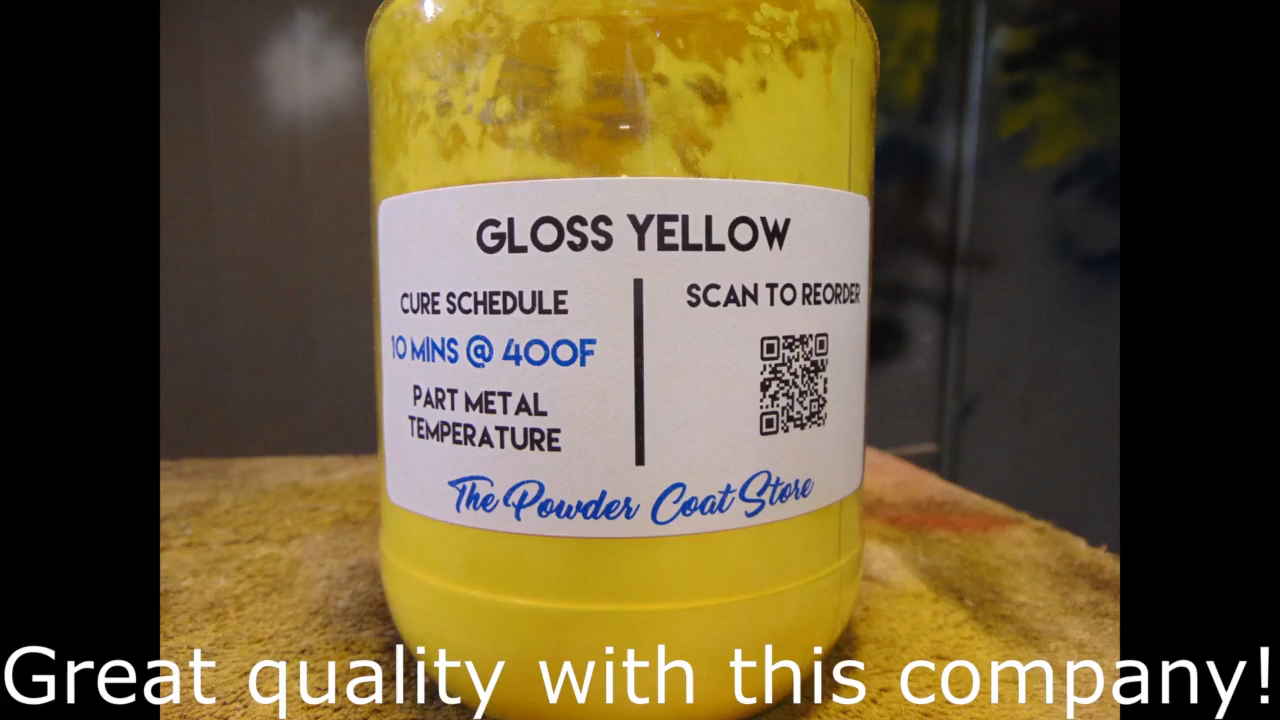 GLOSS YELLOW
CURE SCHEDULE
10 MINS @ 400F
PART METAL
TEMPERATURE
SCAN TO REORDER
The Powder Coat Store
Great quality with this company!